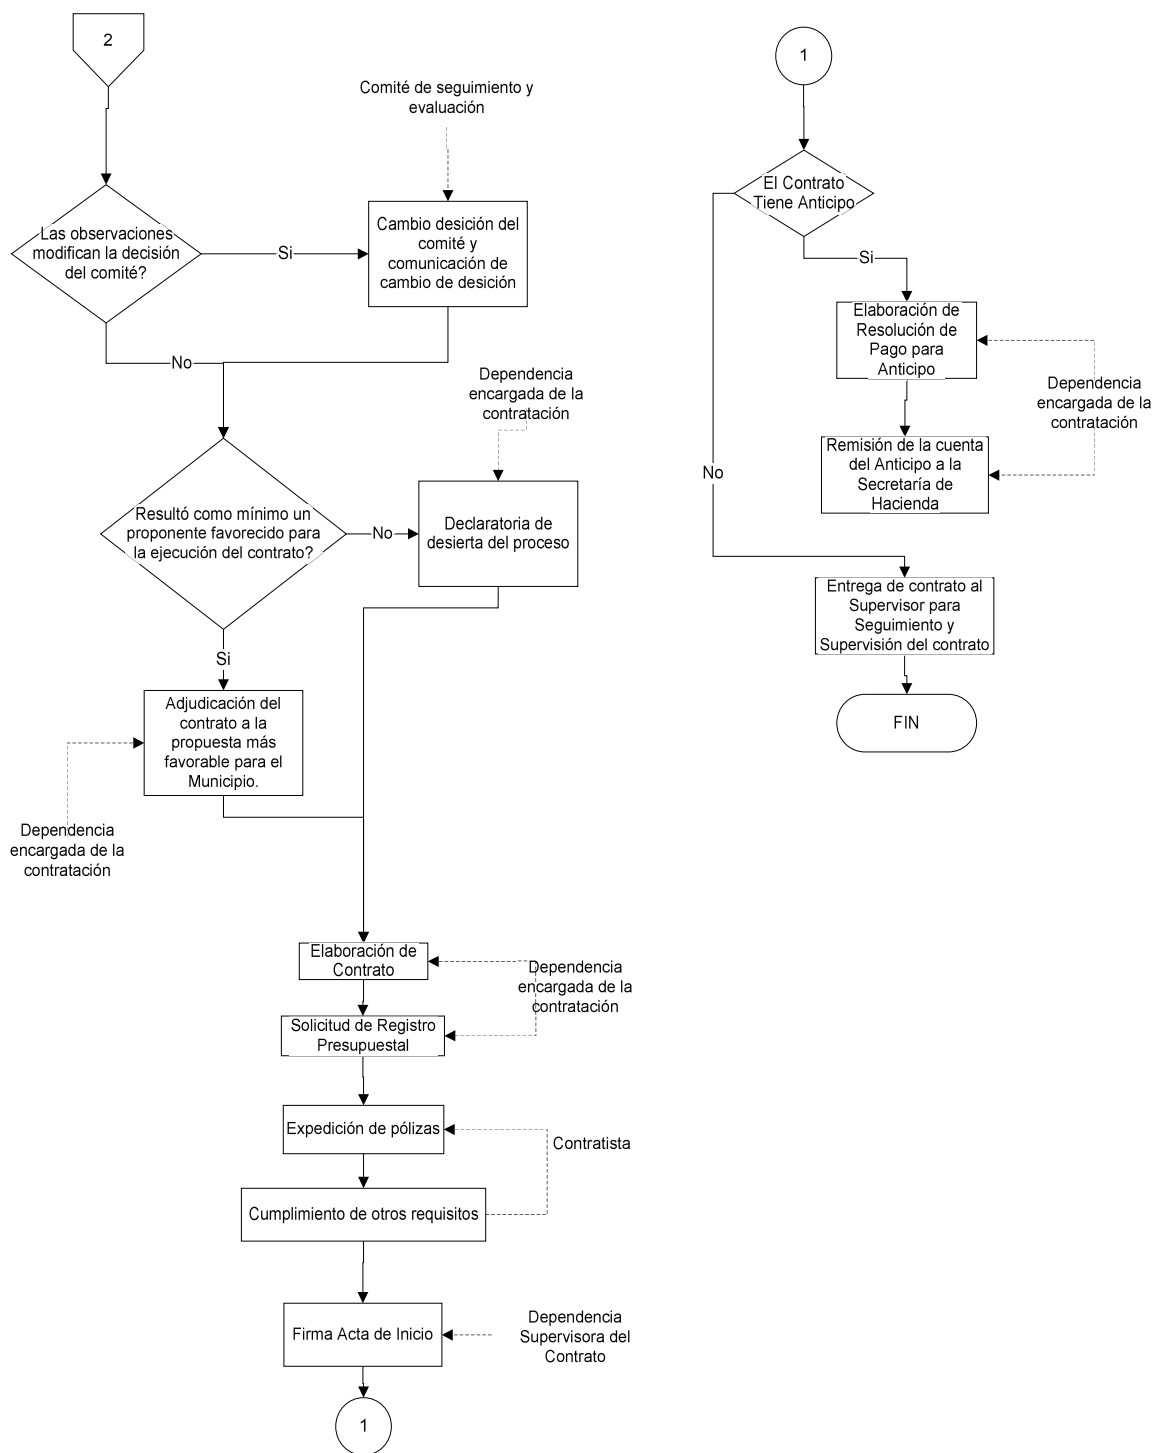 2
Comité de seguimiento y
evaluación
Las observaciones
modifican la decisión
del comité?
Si
Cambio desición del
comité y
comunicación de
cambio de desición
No
Dependencia
encargada de la
contratación
Resultó como mínimo un
proponente favorecido para
la ejecución del contrato?
No
Declaratoria de
desierta del proceso
Si
Adjudicación del
contrato a la
propuesta más
favorable para el
Municipio.
Dependencia
encargada de la
contratación
Elaboración de
Contrato
Dependencia
encargada de la
contratación
Solicitud de Registro
Presupuestal
Expedición de pólizas
Contratista
Cumplimiento de otros requisitos
Firma Acta de Inicio
Dependencia
Supervisora del
Contrato
1
1
El Contrato
Tiene Anticipo
Si
Elaboración de
Resolución de
Pago para
Anticipo
Dependencia
encargada de la
contratación
Remisión de la cuenta
del Anticipo a la
Secretaría de
Hacienda
No
Entrega de contrato al
Supervisor para
Seguimiento y
Supervisión del contrato
FIN